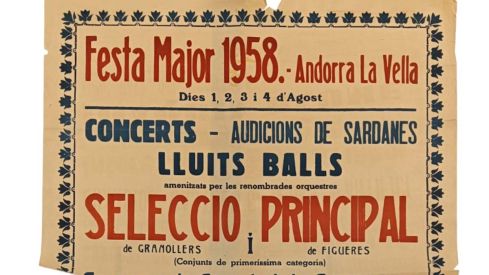 Festa Major 1958.- Andorra La Vella
Dies 1, 2, 3 i 4 d'Agost
CONCERTS - AUDICIONS DE SARDANES
LLUITS BALLS
amenitzats per les renombrades orquestres
SELECCIO PRINCIPAL
de GRANOLLERS i de FIGUERES
(Conjunts de primeríssima categoria)